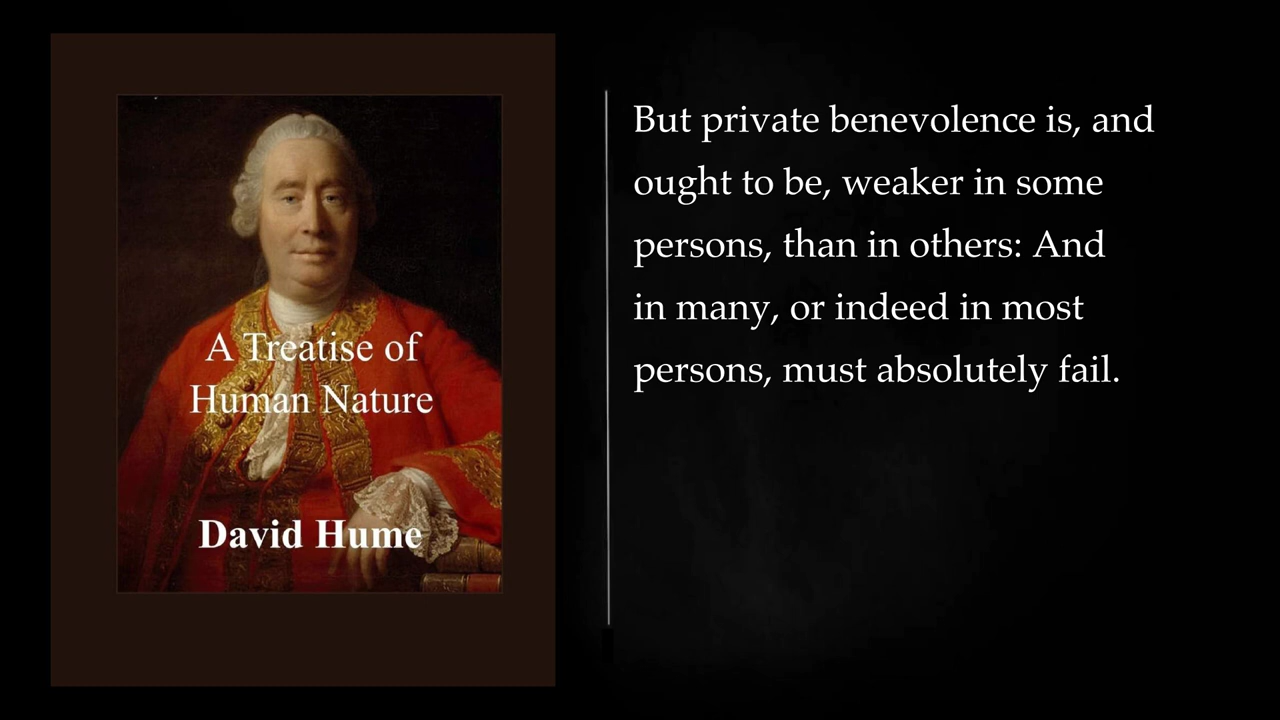 A Treatise of
Human Nature
David Hume
But private benevolence is, and
ought to be, weaker in some
persons, than in others: And
in many, or indeed in most
persons, must absolutely fail.